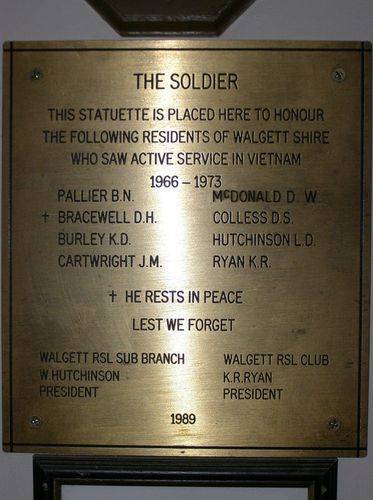 THE SOLDIER
THIS STATUETTE IS PLACED HERE TO HONOUR
THE FOLLOWING RESIDENTS OF WALGETT SHIRE
WHO SAW ACTIVE SERVICE IN VIETNAM
1966 – 1973
PALLIER B.N. McDONALD D. W.
† BRACEWELL D.H. COLLESS D.S.
BURLEY K.D. HUTCHINSON L.D.
CARTWRIGHT J.M. RYAN K.R.
† HE RESTS IN PEACE
LEST WE FORGET
WALGETT RSL SUB BRANCH WALGETT RSL CLUB
W.HUTCHINSON K.R.RYAN
PRESIDENT PRESIDENT
1989